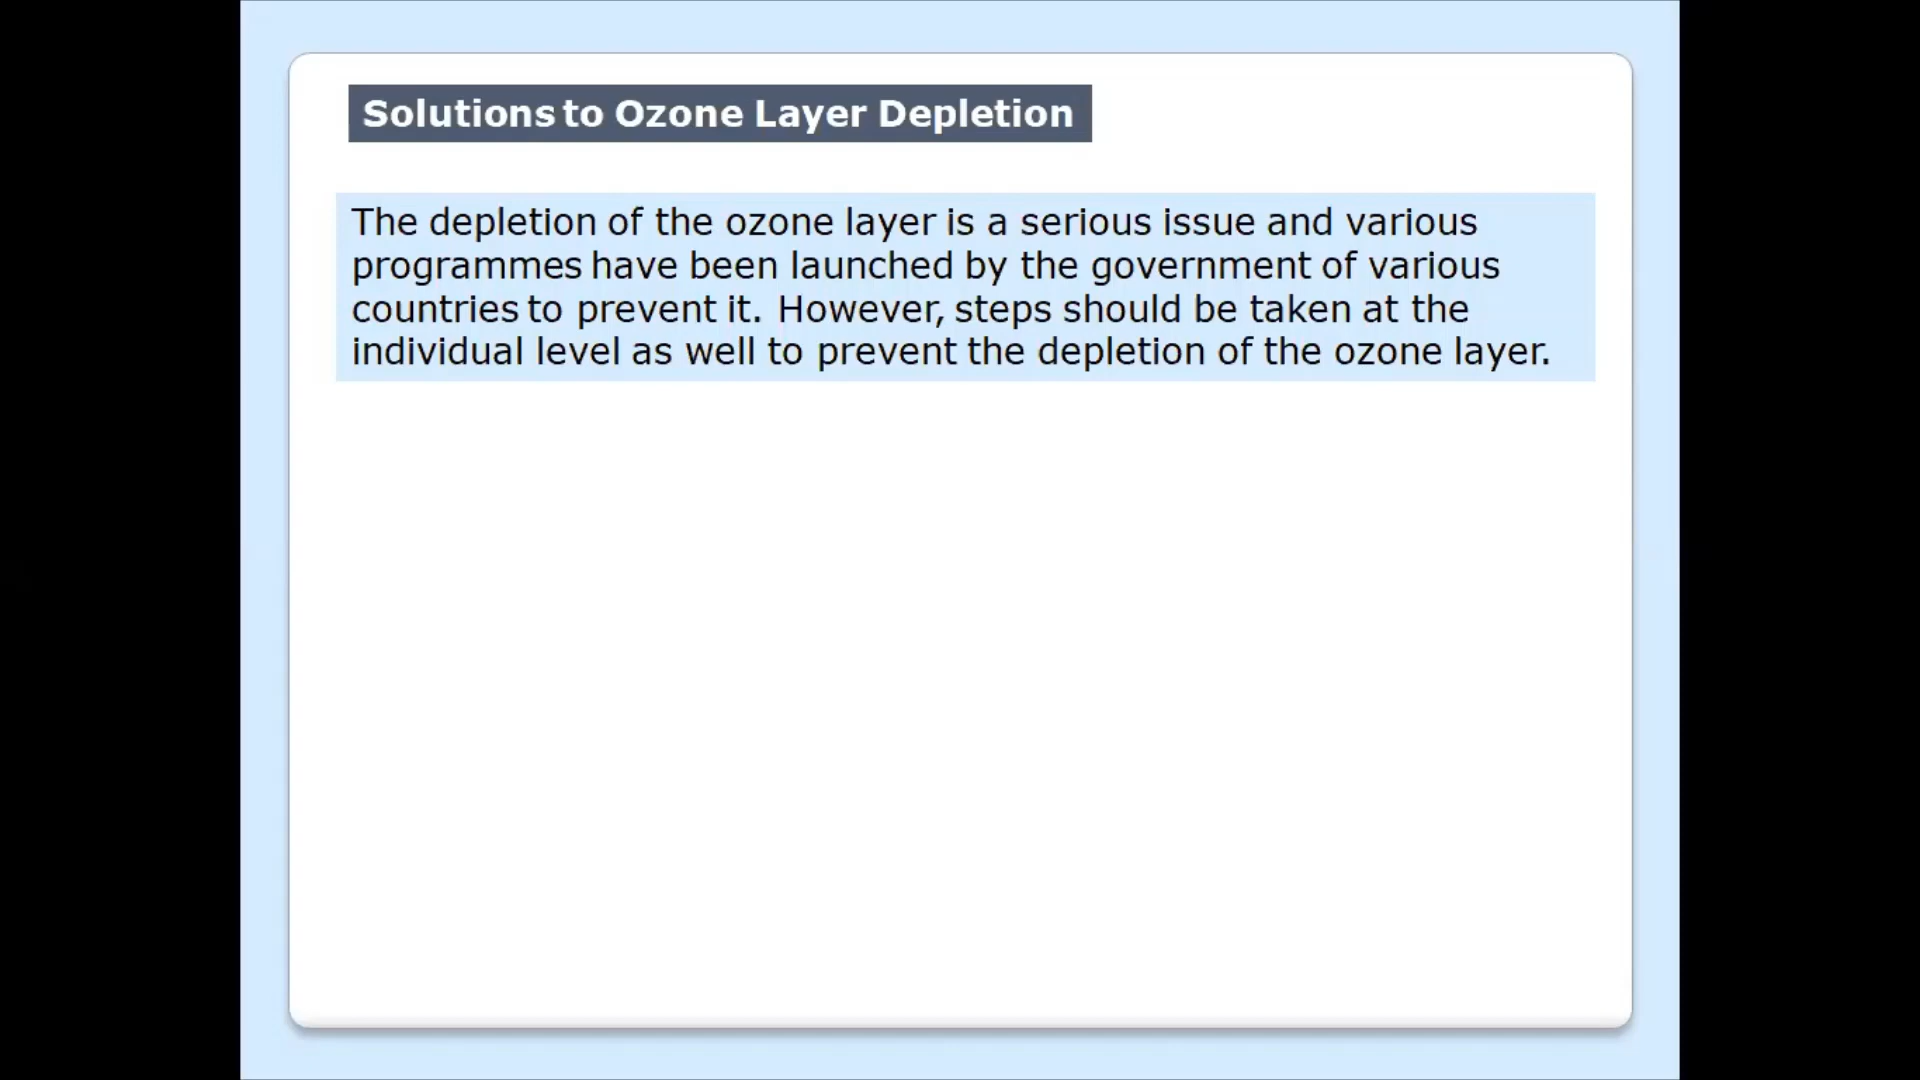 Solutions to Ozone Layer Depletion
The depletion of the ozone layer is a serious issue and various
programmes have been launched by the government of various
countries to prevent it. However, steps should be taken at the
individual level as well to prevent the depletion of the ozone layer.